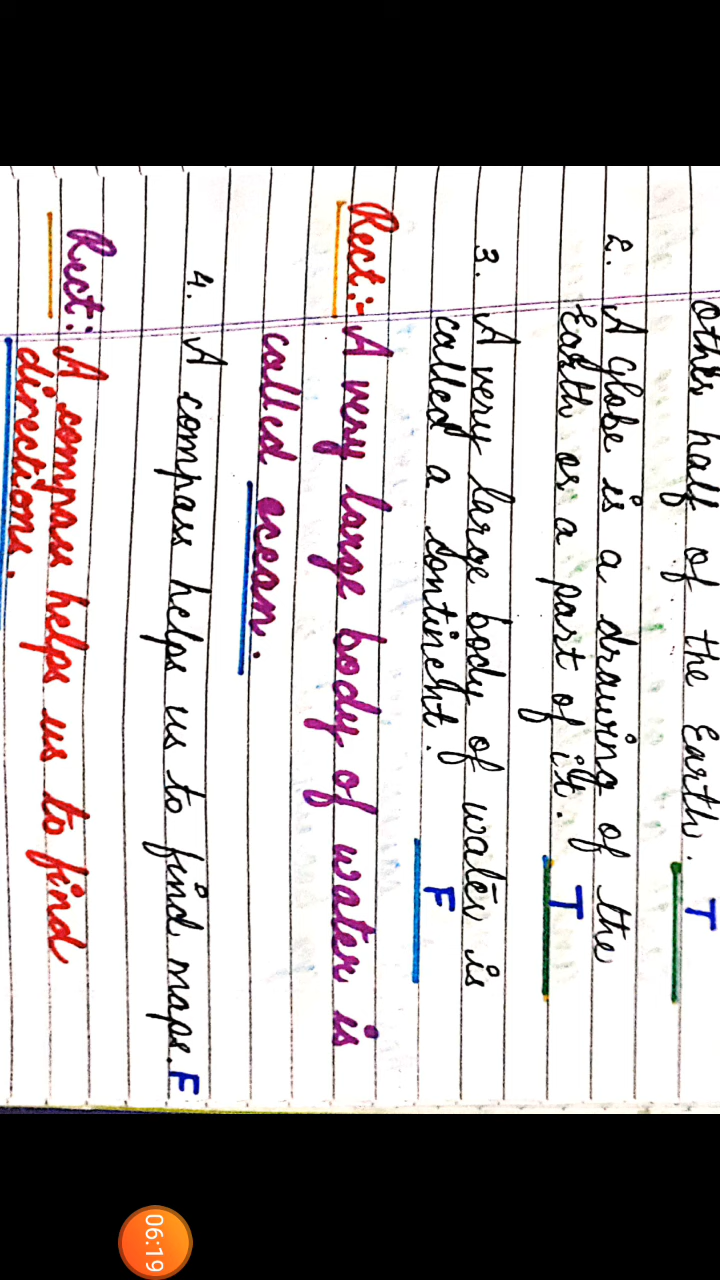 other half of the Earth. T
2. A globe is a drawing of the
Earth or a part of it. T
3. A very large body of water is
called a continent. F
Rect:- A very large body of water is
called ocean.
4. A compass helps us to find maps. F
Rect: A compass helps us to find
directions.
06:19